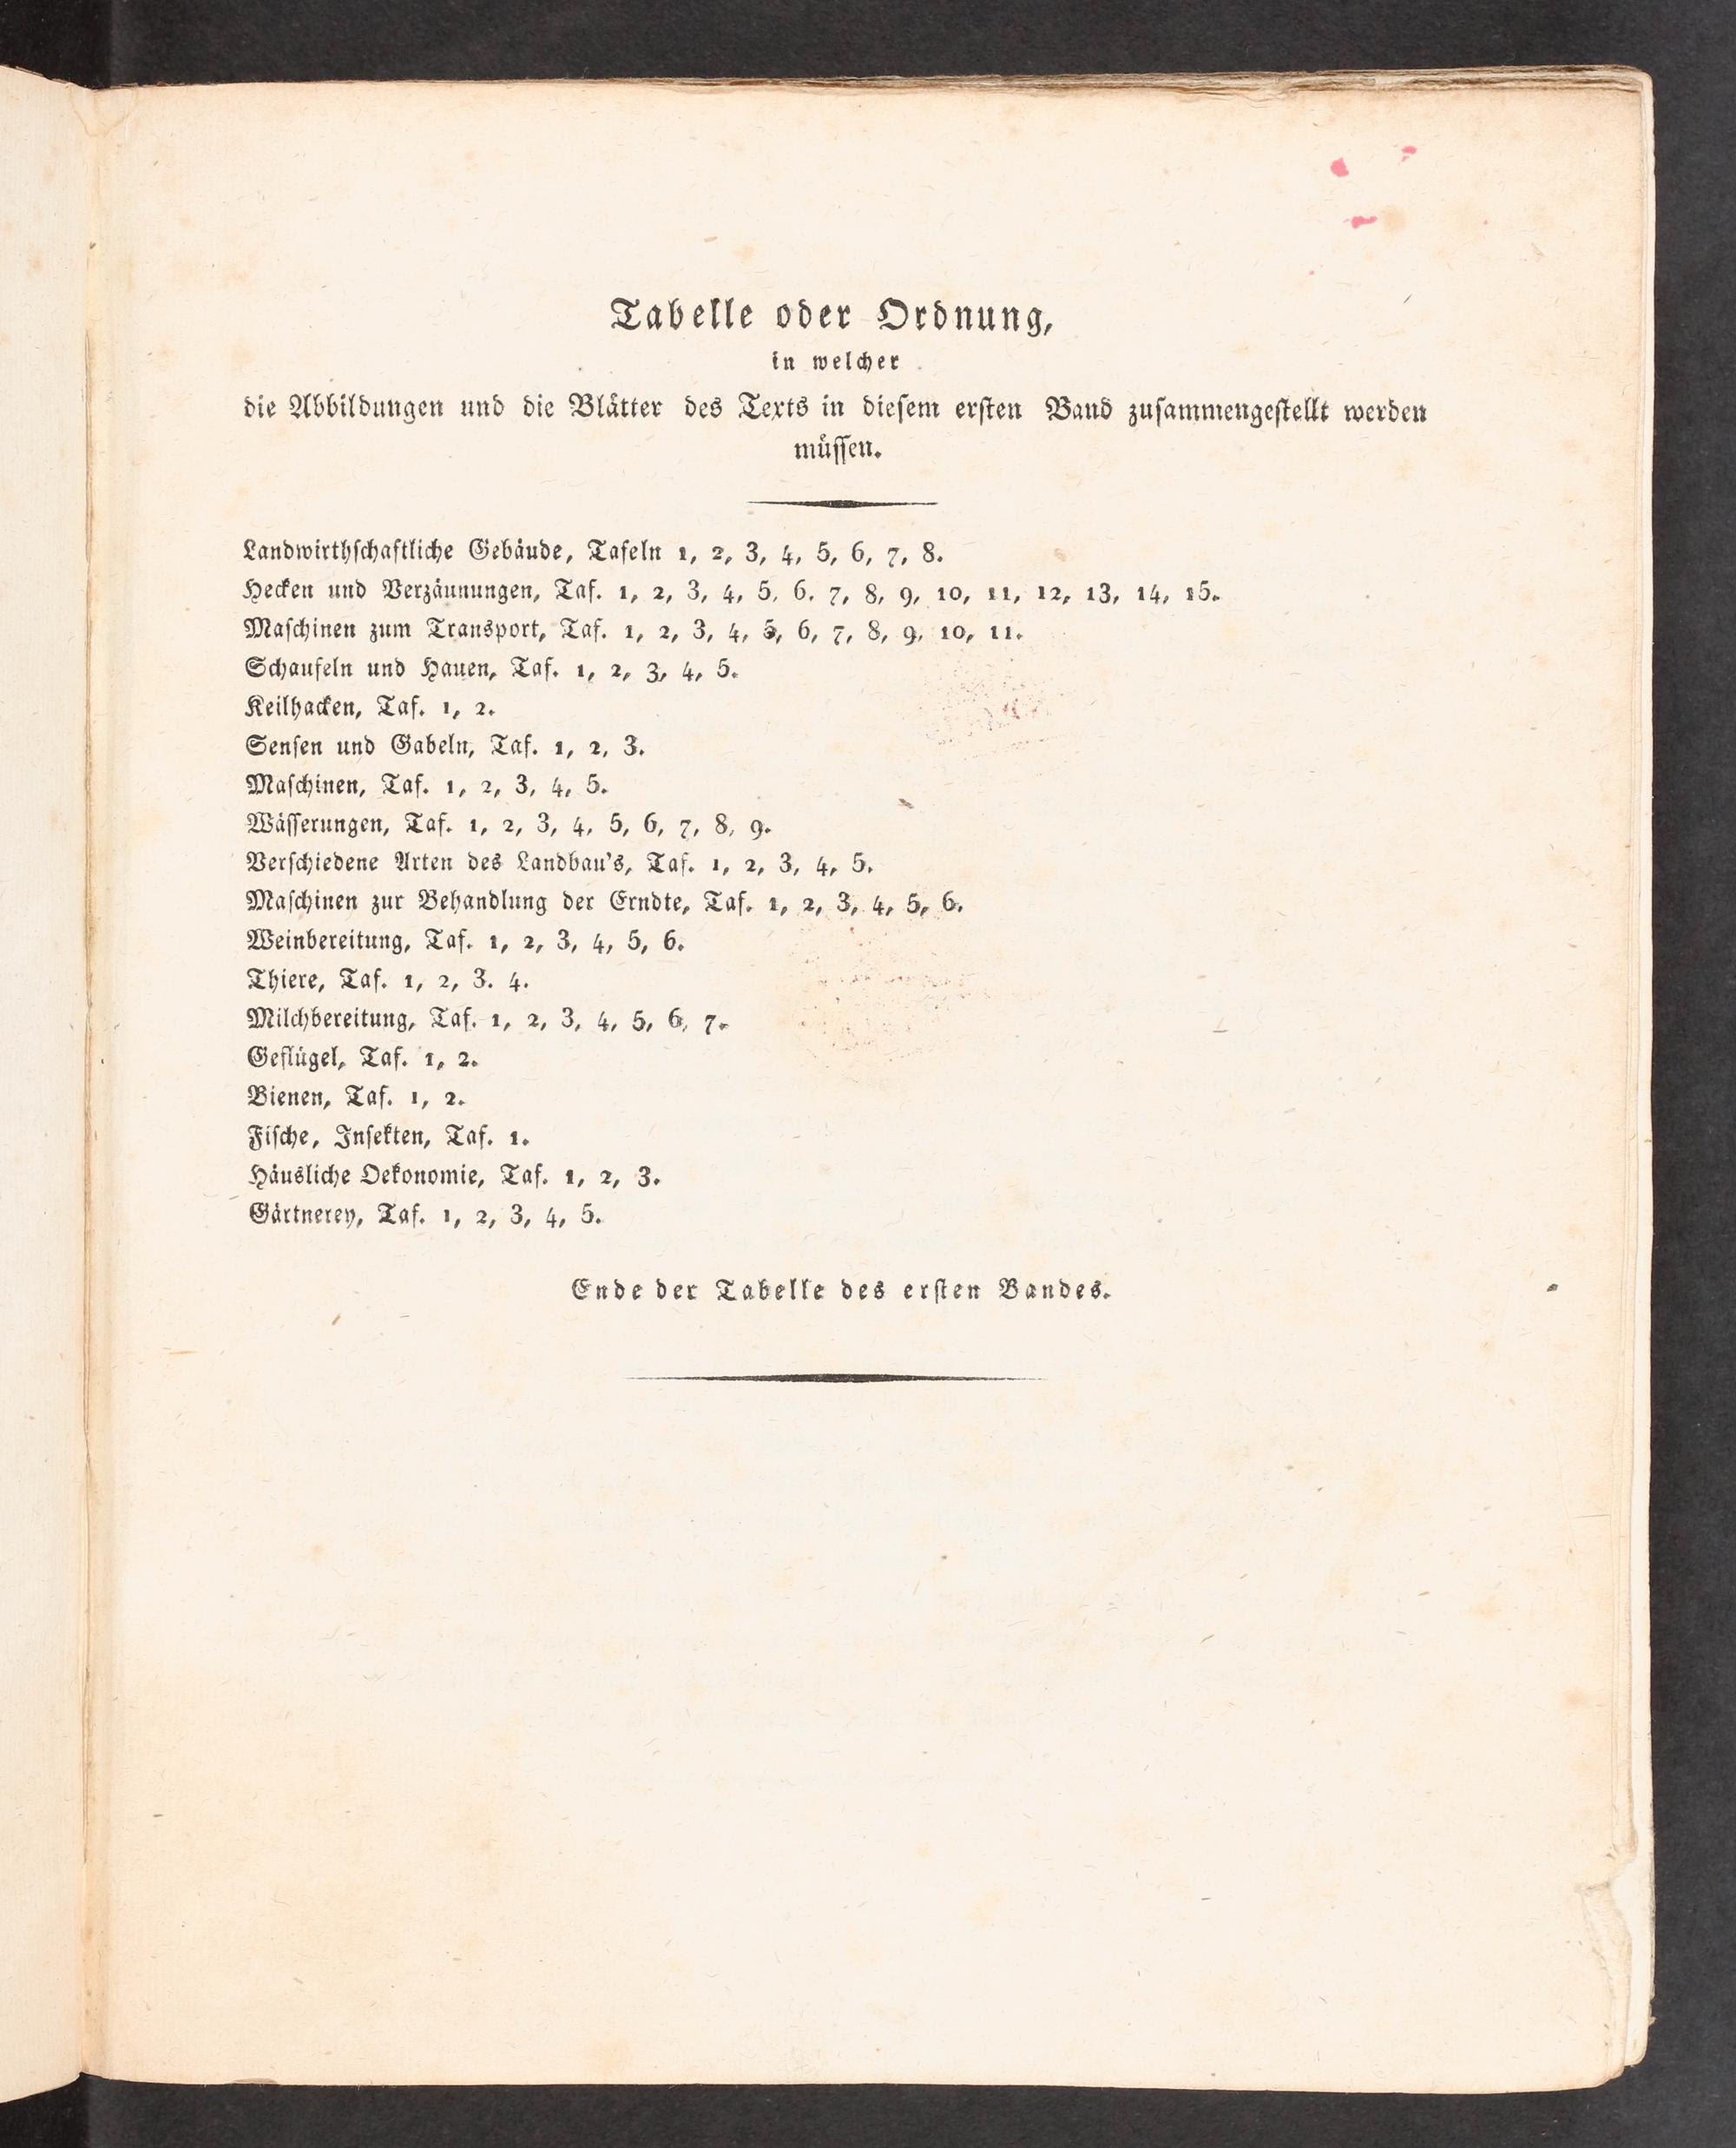 Tabelle oder Ordnung,
in welcher
die Abbildungen und die Blätter des Texts in diesem ersten Band zusammengestellt werden
müssen.
Landwirthschaftliche Gebäude, Tafeln 1, 2, 3, 4, 5, 6, 7, 8.
Hecken und Verzäunungen, Taf. 1, 2, 3, 4, 5, 6, 7, 8, 9, 10, 11, 12, 13, 14, 15.
Maschinen zum Transport, Taf. 1, 2, 3, 4, 5, 6, 7, 8, 9, 10, 11.
Schaufeln und Hauen, Taf. 1, 2, 3, 4, 5.
Keilhacken, Taf. 1, 2.
Sensen und Gabeln, Taf. 1, 2, 3.
Maschinen, Taf. 1, 2, 3, 4, 5.
Wässerungen, Taf. 1, 2, 3, 4, 5, 6, 7, 8, 9.
Verschiedene Arten des Landbau's, Taf. 1, 2, 3, 4, 5.
Maschinen zur Behandlung der Erndte, Taf. 1, 2, 3, 4, 5, 6.
Weinbereitung, Taf. 1, 2, 3, 4, 5, 6.
Thiere, Taf. 1, 2, 3. 4.
Milchbereitung, Taf. 1, 2, 3, 4, 5, 6, 7.
Geflügel, Taf. 1, 2.
Bienen, Taf. 1, 2.
Fische, Insekten, Taf. 1.
Häusliche Oekonomie, Taf. 1, 2, 3.
Gärtnerey, Taf. 1, 2, 3, 4, 5.
Ende der Tabelle des ersten Bandes.